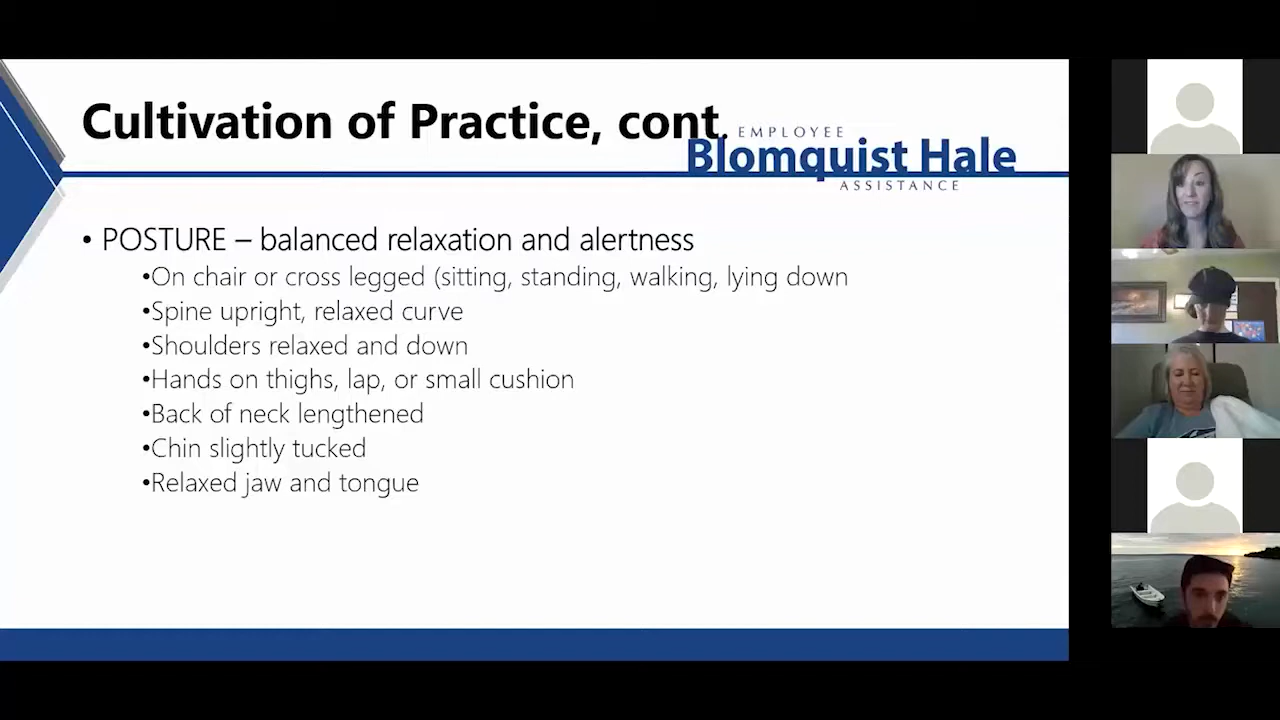 Cultivation of Practice, cont.
EMPLOYEE
Blomquist Hale
ASSISTANCE
• POSTURE – balanced relaxation and alertness
•On chair or cross legged (sitting, standing, walking, lying down
•Spine upright, relaxed curve
•Shoulders relaxed and down
•Hands on thighs, lap, or small cushion
•Back of neck lengthened
•Chin slightly tucked
•Relaxed jaw and tongue